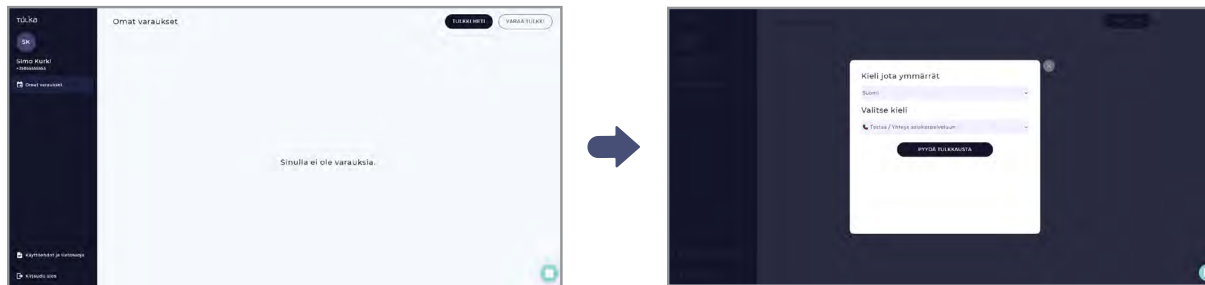 TULKA
Omat varaukset
TULKKI HETI
VARAA TULKKI
SK
Simo Kurki
Omat varaukset
Sinulla ei ole varauksia.
Käyttöehdot ja tietosuoja
Kirjaudu ulos
Kieli jota ymmärrät
Suomi
Valitse kieli
Testaa / Yhteys asiakaspalveluun
PYYDÄ TULKKAUSTA